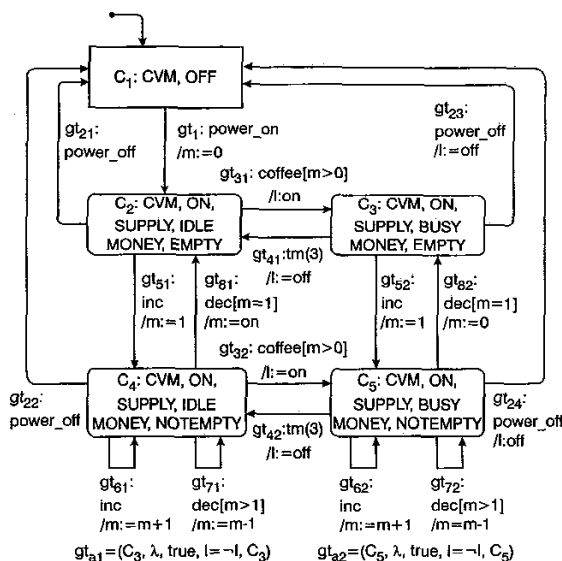 C1: CVM, OFF
gt21:
power_off
gt1: power_on
/m:=0
gt23:
power_off
/l:=off
gt31: coffee[m>0]
/l:on
C2: CVM, ON,
SUPPLY, IDLE
MONEY, EMPTY
C3: CVM, ON,
SUPPLY, BUSY
MONEY, EMPTY
gt41:tm(3)
/l:=off
gt51:
inc
/m:=1
gt81:
dec[m=1]
/m:=on
gt52:
inc
/m:=1
gt82:
dec[m=1]
/m:=0
gt32: coffee[m>0]
/l:=on
C4: CVM, ON,
SUPPLY, IDLE
MONEY, NOTEMPTY
C5: CVM, ON,
SUPPLY, BUSY
MONEY, NOTEMPTY
gt22:
power_off
gt42:tm(3)
/l:=off
gt24:
power_off
/l:off
gt61:
inc
/m:=m+1
gt71:
dec[m>1]
/m:=m-1
gt62:
inc
/m:=m+1
gt72:
dec[m>1]
/m=m-1
gta1=(C3, λ, true, l=¬l, C3)
gta2=(C5, λ, true, l=¬l, C5)